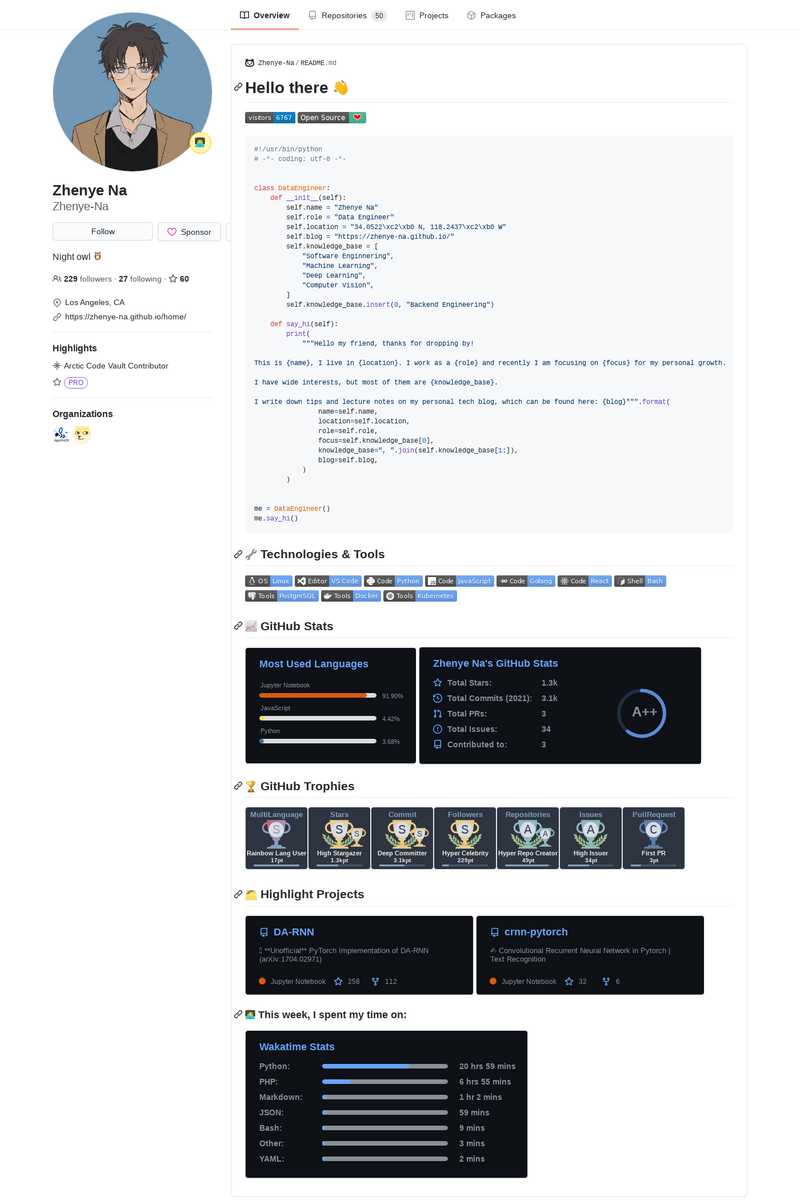 Overview Repositories 50 Projects Packages
Zhenye Na
Zhenye-Na
Follow Sponsor
Night owl 🦉
229 followers · 27 following · 60
Los Angeles, CA
https://zhenye-na.github.io/home/
Highlights
Arctic Code Vault Contributor
PRO
Organizations
Zhenye-Na / README.md
Hello there 👋
visitors 6767 Open Source ❤
#!/usr/bin/python
# -*- coding: utf-8 -*-
class DataEngineer:
def __init__(self):
self.name = "Zhenye Na"
self.role = "Data Engineer"
self.location = "34.0522\xc2\xb0 N, 118.2437\xc2\xb0 W"
self.blog = "https://zhenye-na.github.io/"
self.knowledge_base = [
"Software Enginnering",
"Machine Learning",
"Deep Learning",
"Computer Vision",
]
self.knowledge_base.insert(0, "Backend Engineering")
def say_hi(self):
print(
"""Hello my friend, thanks for dropping by!
This is {name}, I live in {location}. I work as a {role} and recently I am focusing on {focus} for my personal growth.
I have wide interests, but most of them are {knowledge_base}.
I write down tips and lecture notes on my personal tech blog, which can be found here: {blog}""".format(
name=self.name,
location=self.location,
role=self.role,
focus=self.knowledge_base[0],
knowledge_base=", ".join(self.knowledge_base[1:]),
blog=self.blog,
)
)
me = DataEngineer()
me.say_hi()
🔧 Technologies & Tools
OS Linux Editor VS Code Code Python Code JavaScript Code Golang Code React Shell Bash
Tools PostgreSQL Tools Docker Tools Kubernetes
📈 GitHub Stats
Most Used Languages
Jupyter Notebook
91.90%
JavaScript
4.42%
Python
3.68%
Zhenye Na's GitHub Stats
Total Stars: 1.3k
Total Commits (2021): 3.1k
Total PRs: 3
Total Issues: 34
Contributed to: 3
A++
🏆 GitHub Trophies
MultiLanguage Stars Commit Followers Repositories Issues PullRequest
S S S S S S A A A C
Rainbow Lang User High Stargazer Deep Committer Hyper Celebrity Hyper Repo Creator High Issuer First PR
17pt 1.3kpt 3.1kpt 229pt 49pt 34pt 3pt
Highlight Projects
DA-RNN
**Unofficial** PyTorch Implementation of DA-RNN
(arXiv:1704.02971)
Jupyter Notebook 258 112
crnn-pytorch
✍ Convolutional Recurrent Neural Network in Pytorch |
Text Recognition
Jupyter Notebook 32 6
This week, I spent my time on:
Wakatime Stats
Python: 20 hrs 59 mins
PHP: 6 hrs 55 mins
Markdown: 1 hr 2 mins
JSON: 59 mins
Bash: 9 mins
Other: 3 mins
YAML: 2 mins